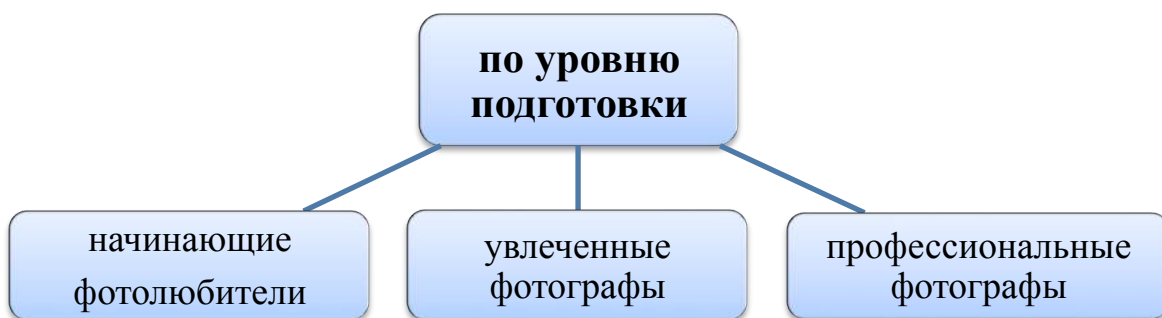 по уровню
подготовки
начинающие
фотолюбители
увлеченные
фотографы
профессиональные
фотографы